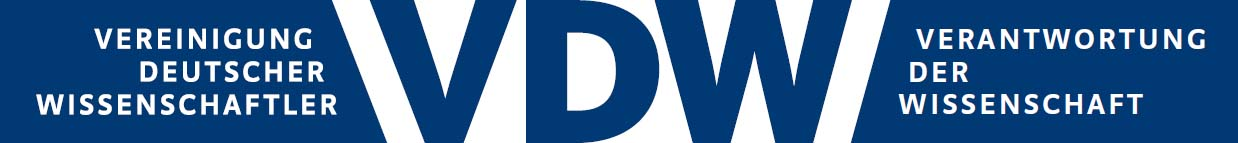 VEREINIGUNG
DEUTSCHER
WISSENSCHAFTLER
VDW
VERANTWORTUNG
DER
WISSENSCHAFT